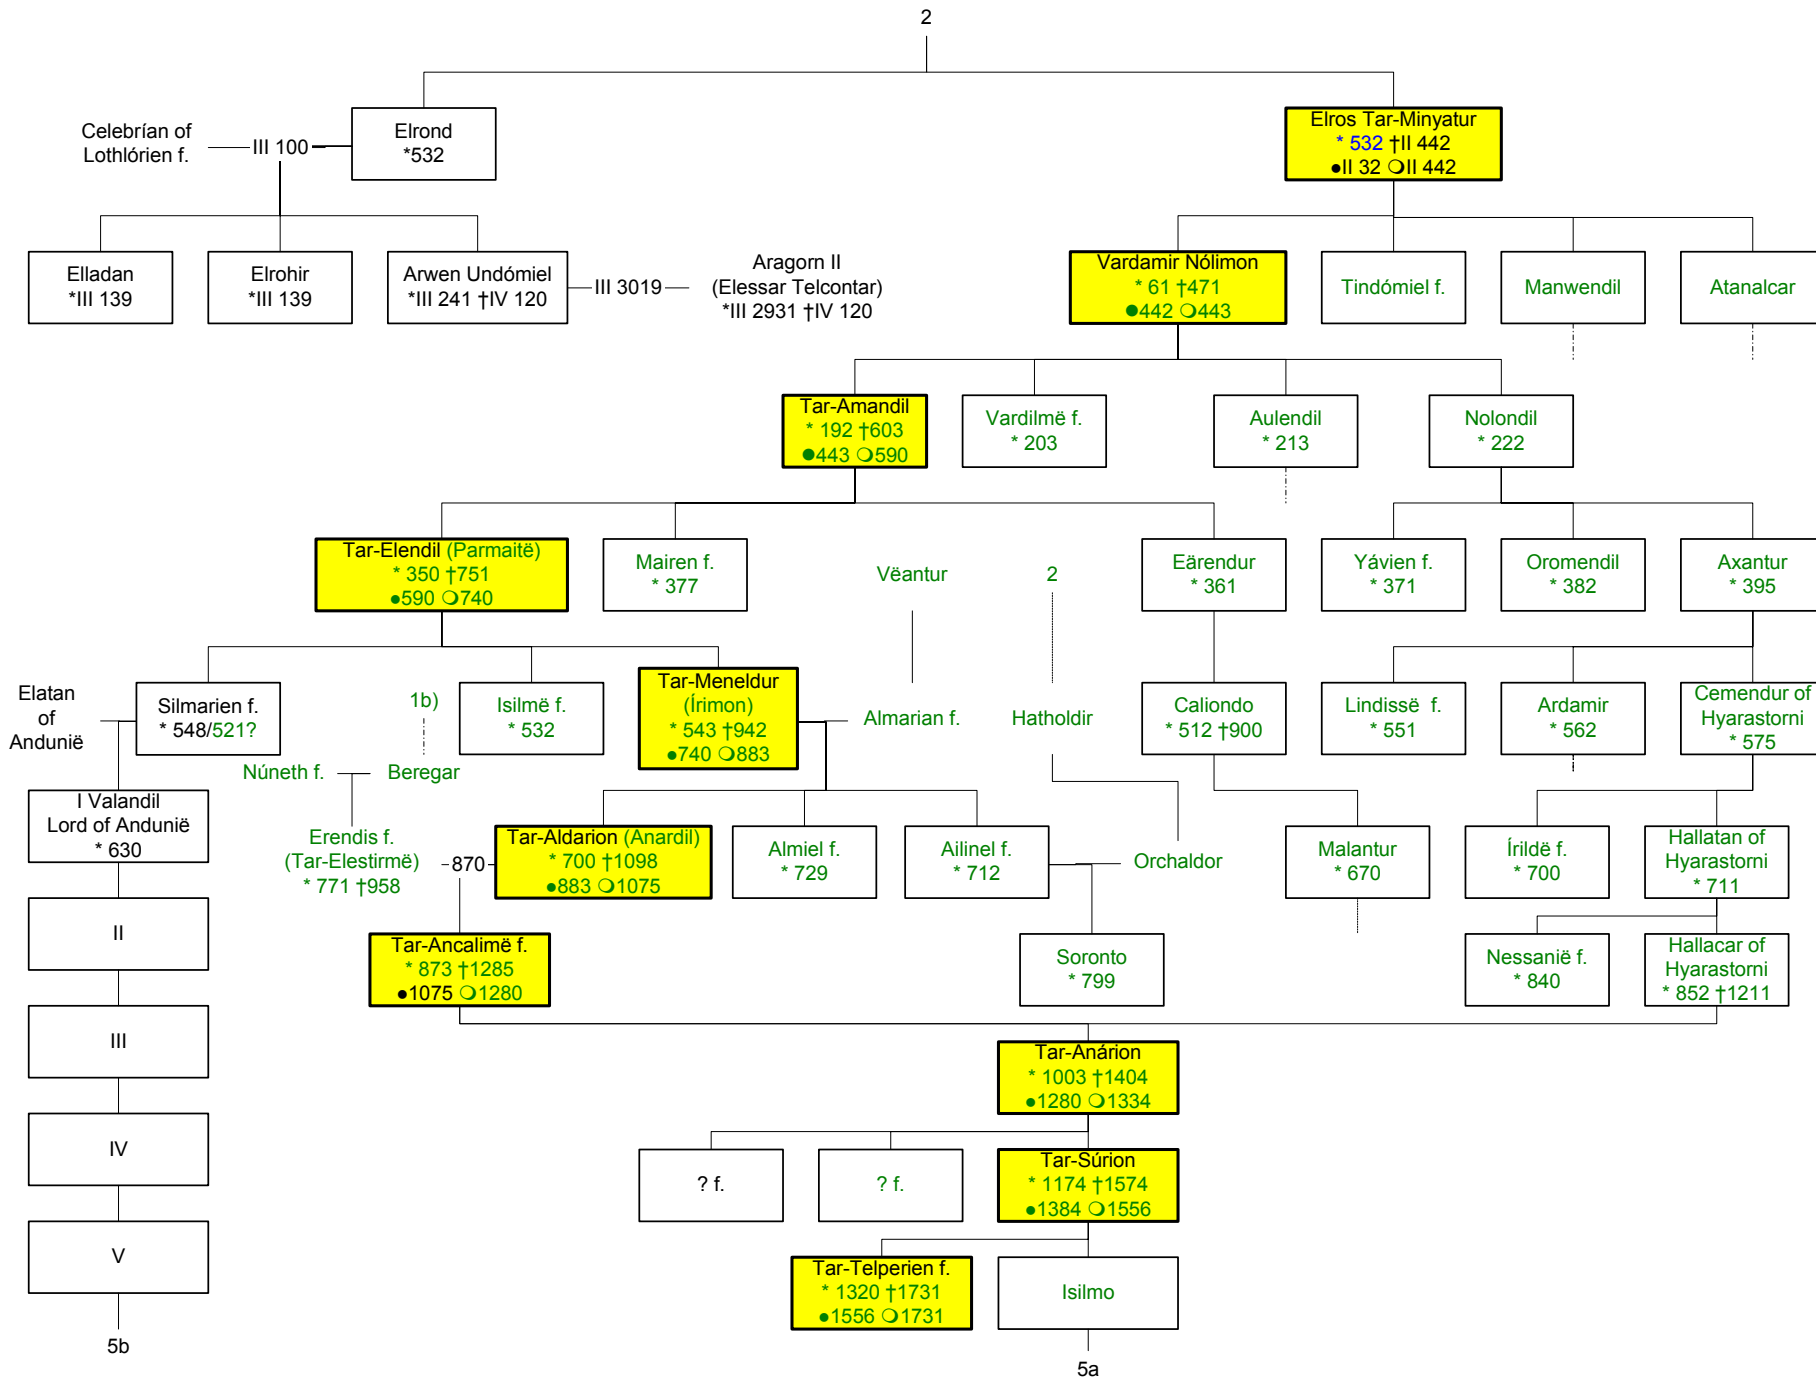 2
Celebrían of
Lothlórien f.
III 100
Elrond
*532
Elros Tar-Minyatur
* 532 †II 442
●II 32 ❍II 442
Elladan
*III 139
Elrohir
*III 139
Arwen Undómiel
*III 241 †IV 120
III 3019
Aragorn II
(Elessar Telcontar)
*III 2931 †IV 120
Vardamir Nólimon
* 61 †471
●442 ❍443
Tindómiel f.
Manwendil
Atanalcar
Tar-Amandil
* 192 †603
●443 ❍590
Vardilmë f.
* 203
Aulendil
* 213
Nolondil
* 222
Tar-Elendil (Parmaitë)
* 350 †751
●590 ❍740
Mairen f.
* 377
Vëantur
2
Eärendur
* 361
Yávien f.
* 371
Oromendil
* 382
Axantur
* 395
Elatan
of
Andunië
Silmarien f.
* 548/521?
1b)
Isilmë f.
* 532
Tar-Meneldur
(Írimon)
* 543 †942
●740 ❍883
Almarian f.
Hatholdir
Caliondo
* 512 †900
Lindissë f.
* 551
Ardamir
* 562
Cemendur of
Hyarastorni
* 575
Núneth f.
Beregar
I Valandil
Lord of Andunië
* 630
Erendis f.
(Tar-Elestirmë)
* 771 †958
870
Tar-Aldarion (Anardil)
* 700 †1098
●883 ❍1075
Almiel f.
* 729
Ailinel f.
* 712
Orchaldor
Malantur
* 670
Írildë f.
* 700
Hallatan of
Hyarastorni
* 711
II
Tar-Ancalimë f.
* 873 †1285
●1075 ❍1280
Soronto
* 799
Nessanië f.
* 840
Hallacar of
Hyarastorni
* 852 †1211
III
Tar-Anárion
* 1003 †1404
●1280 ❍1334
IV
? f.
? f.
Tar-Súrion
* 1174 †1574
●1384 ❍1556
V
Tar-Telperien f.
* 1320 †1731
●1556 ❍1731
Isilmo
5b
5a